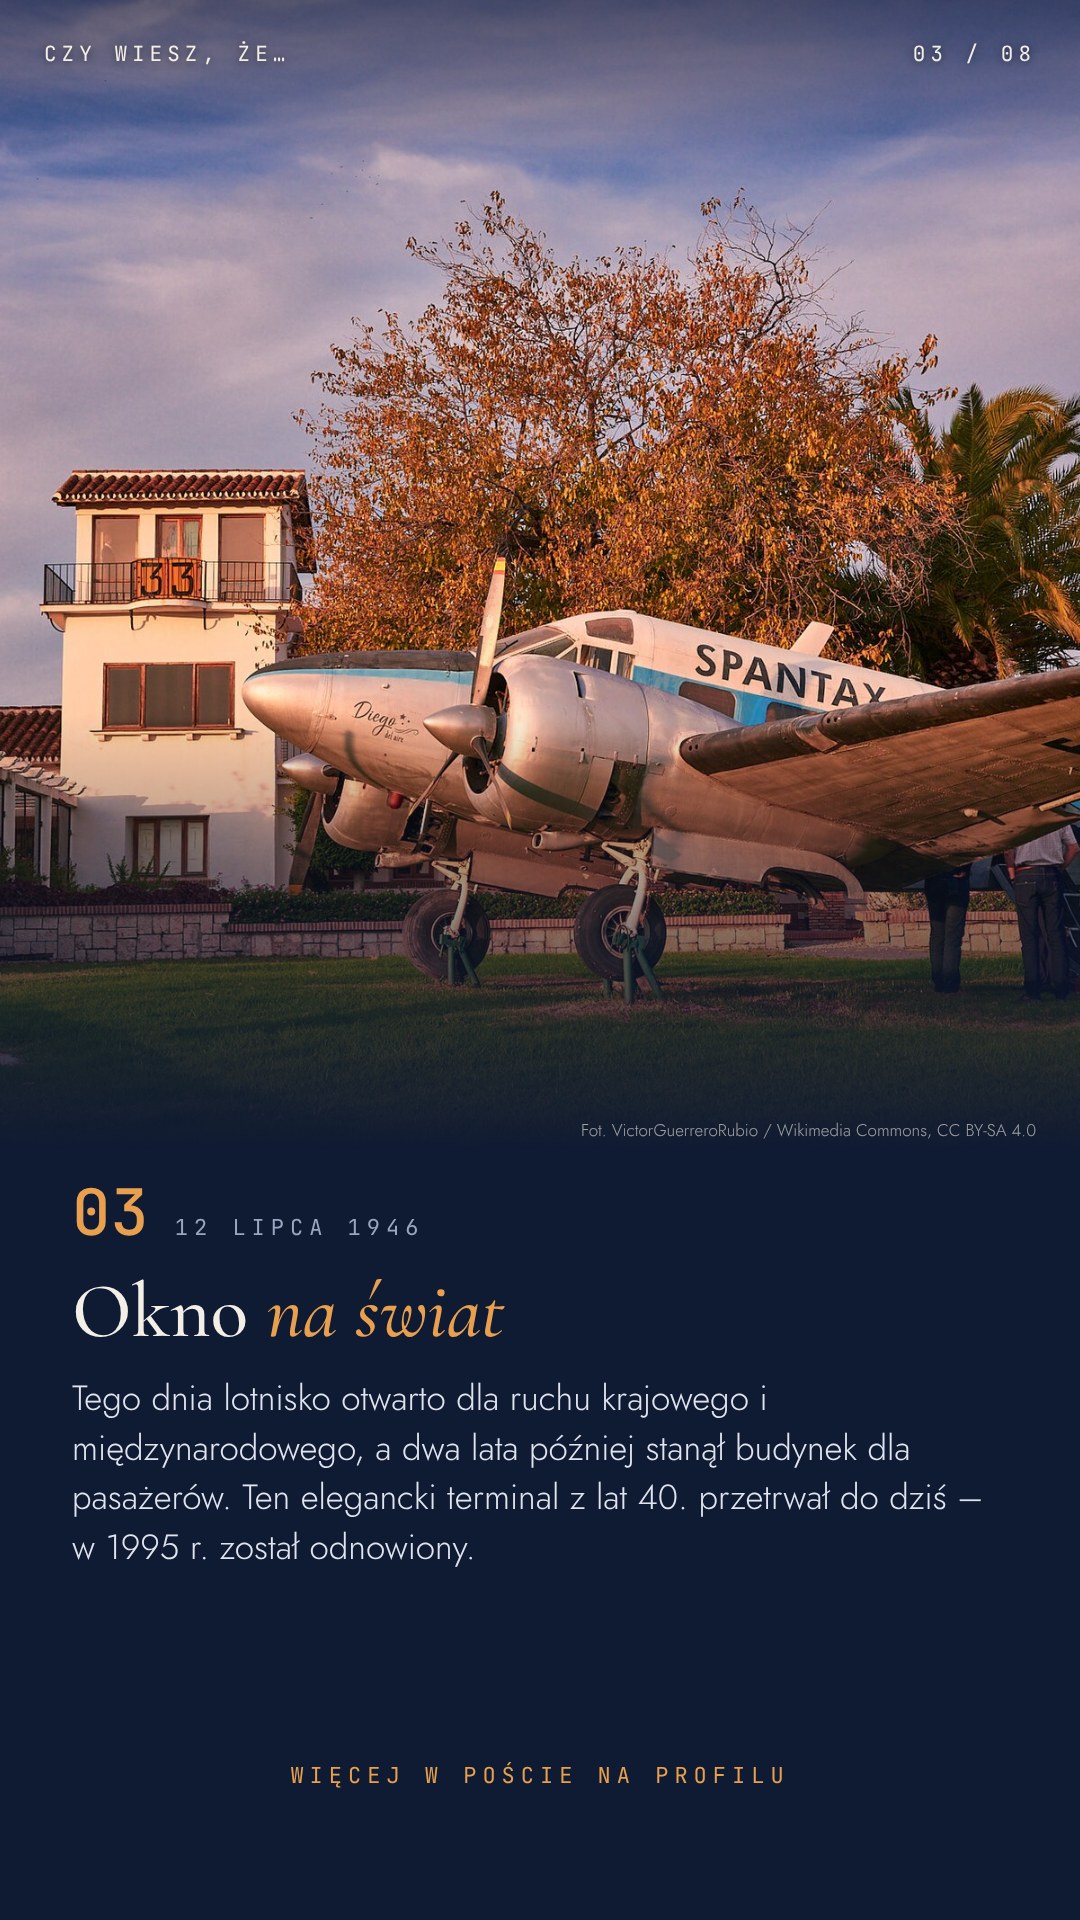 CZY WIESZ, ŻE…
03 / 08
33
SPANTAX
Diego
del aire
Fot. VictorGuerreroRubio / Wikimedia Commons, CC BY-SA 4.0
03 12 LIPCA 1946
Okno na świat
Tego dnia lotnisko otwarto dla ruchu krajowego i
międzynarodowego, a dwa lata później stanął budynek dla
pasażerów. Ten elegancki terminal z lat 40. przetrwał do dziś –
w 1995 r. został odnowiony.
WIĘCEJ W POŚCIE NA PROFILU